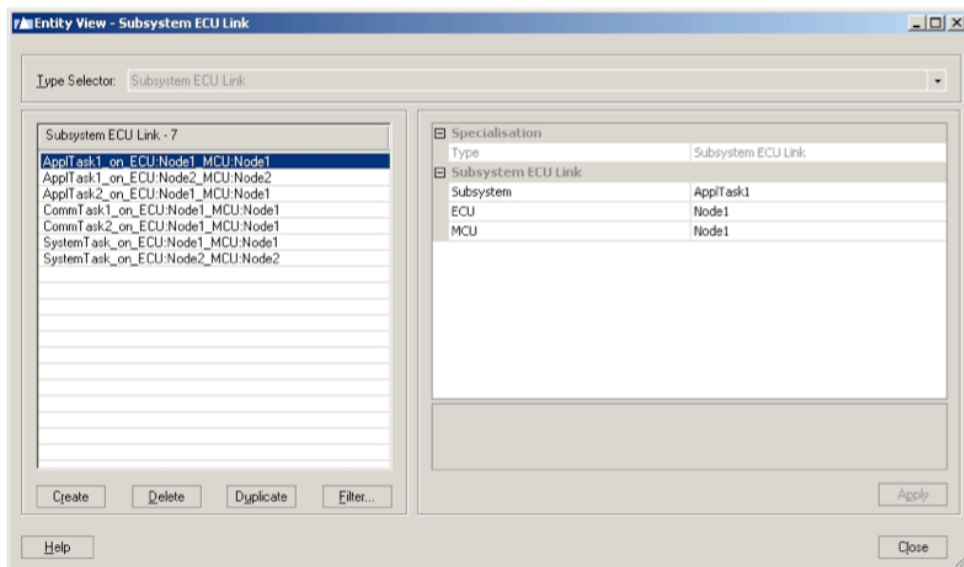 Entity View - Subsystem ECU Link
Type Selector: Subsystem ECU Link
Subsystem ECU Link - 7
ApplTask1_on_ECU:Node1_MCU:Node1
ApplTask1_on_ECU:Node2_MCU:Node2
ApplTask2_on_ECU:Node1_MCU:Node1
CommTask1_on_ECU:Node1_MCU:Node1
CommTask2_on_ECU:Node1_MCU:Node1
SystemTask_on_ECU:Node1_MCU:Node1
SystemTask_on_ECU:Node2_MCU:Node2
Create Delete Duplicate Filter...
Specialisation
Type Subsystem ECU Link
Subsystem ECU Link
Subsystem ApplTask1
ECU Node1
MCU Node1
Apply
Help Close